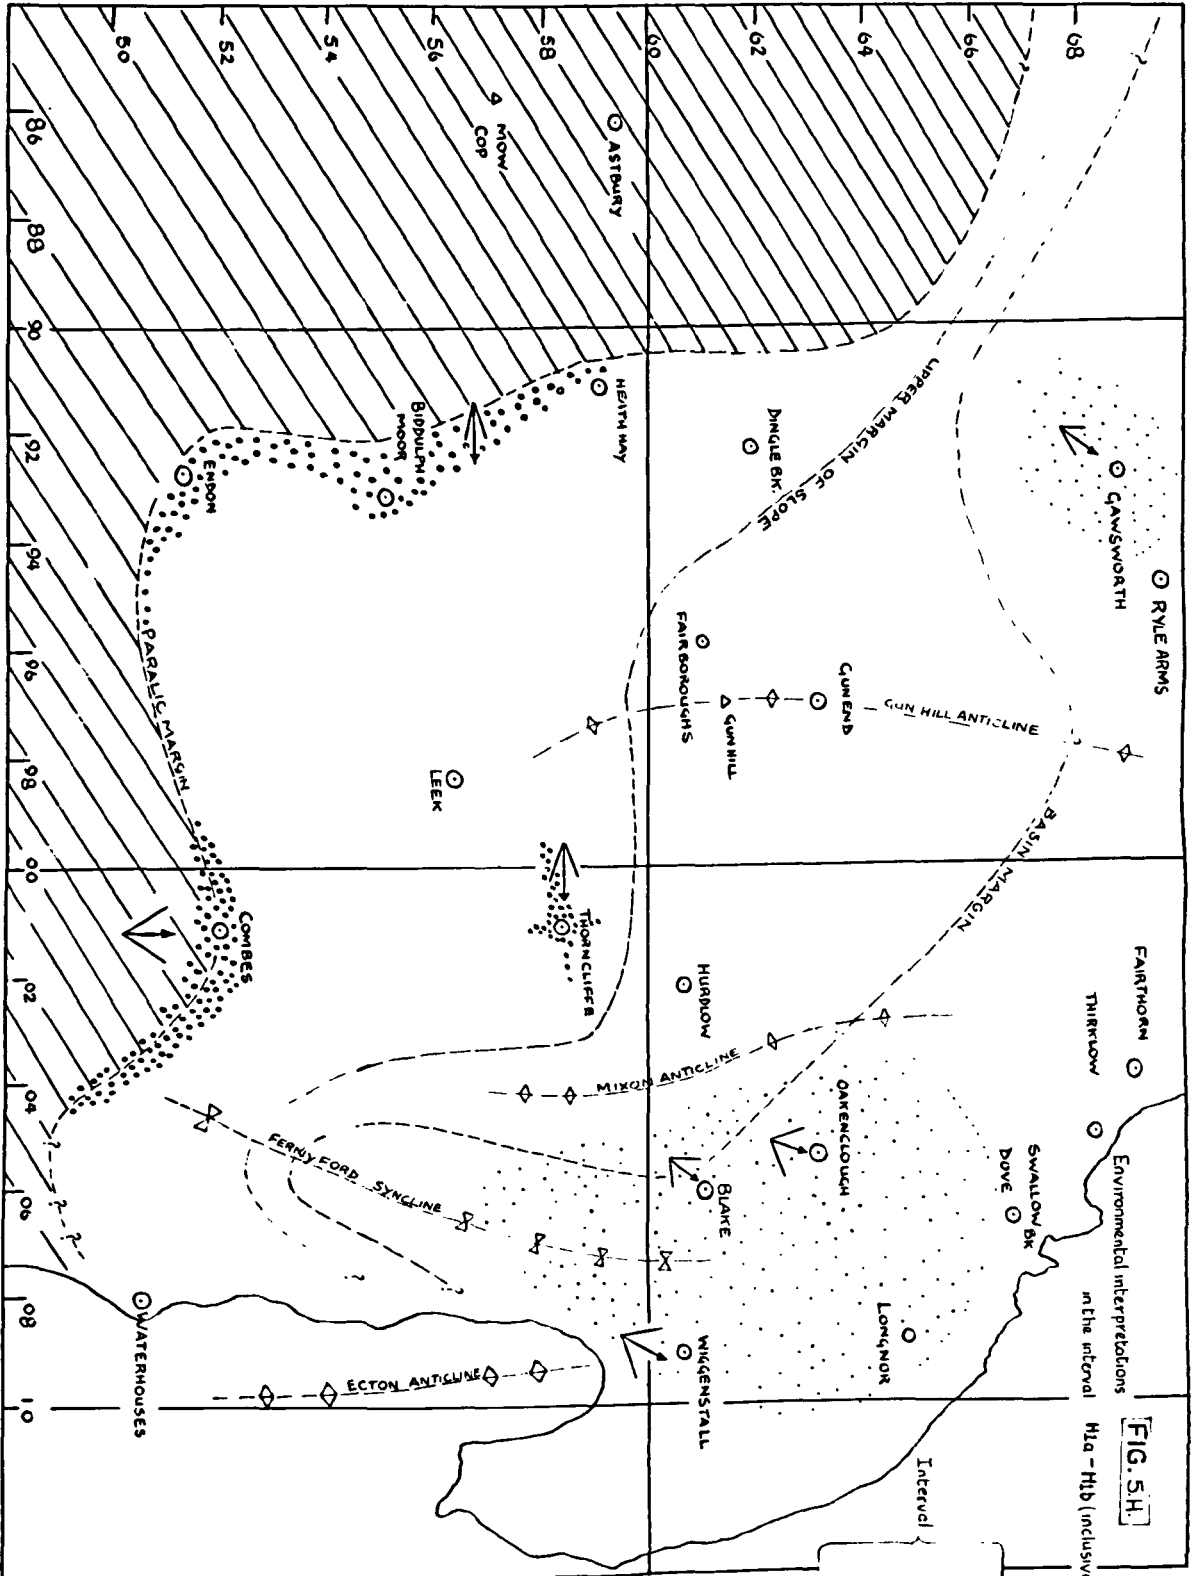 FIG. 5.H.
Environmental interpretations
in the interval H1a - H1b (inclusive
Interval
RYLE ARMS
GAWSWORTH
FAIRTHORN
THIRKLOW
SWALLOW BK
DOVE
LONGNOR
OAKENCLOUGH
BLAKE
WIGGENSTALL
BASIN MARGIN
GUN HILL ANTICLINE
GUN END
GUN HILL
FAIRBOROUGHS
DINGLE BK.
UPPER MARGIN OF SLOPE
HURDLOW
MIXON ANTICLINE
ASTBURY
MOW
COP
HEATH HAY
BIDDULPH
MOOR
ENDON
LEEK
THORNCLIFFE
COMBES
PARALIC MARGIN
FERNY FORD SYNCLINE
ECTON ANTICLINE
WATERHOUSES
68
66
64
62
60
58
56
54
52
50
86
88
90
92
94
96
98
00
02
04
06
08
0
?
?
?
?
?
?
?
?